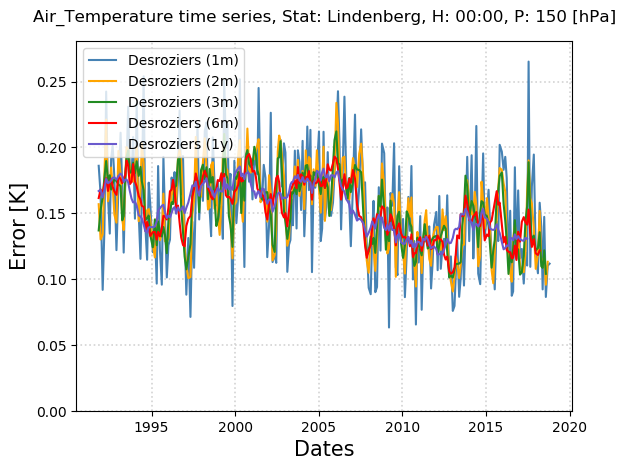 Air_Temperature time series, Stat: Lindenberg, H: 00:00, P: 150 [hPa]
Desroziers (1m)
Desroziers (2m)
Desroziers (3m)
Desroziers (6m)
Desroziers (1y)
0.25
0.20
0.15
0.10
0.05
0.00
Error [K]
1995 2000 2005 2010 2015 2020
Dates